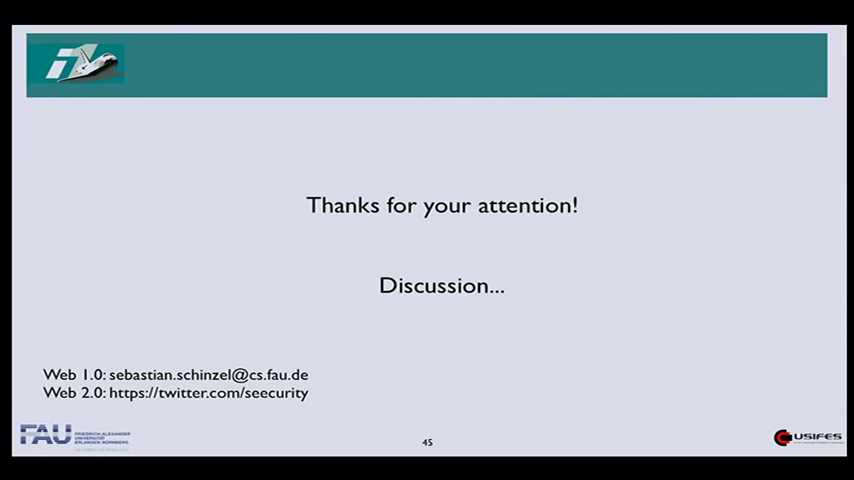 Thanks for your attention!
Discussion...
Web 1.0: sebastian.schinzel@cs.fau.de
Web 2.0: https://twitter.com/seecurity
FAU
FRIEDRICH-ALEXANDER
UNIVERSITÄT
ERLANGEN-NÜRNBERG
45
USIFES